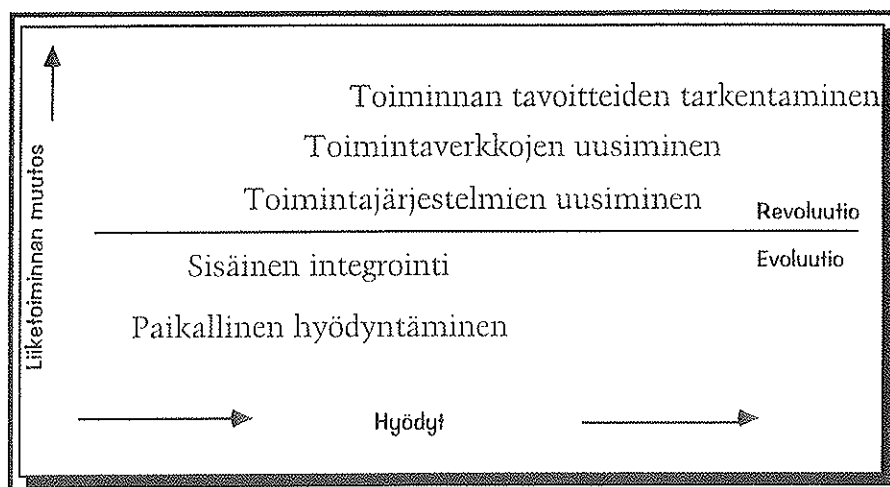 Liiketoiminnan muutos
Toiminnan tavoitteiden tarkentaminen
Toimintaverkkojen uusiminen
Toimintajärjestelmien uusiminen
Revoluutio
Sisäinen integrointi
Evoluutio
Paikallinen hyödyntäminen
Hyödyt